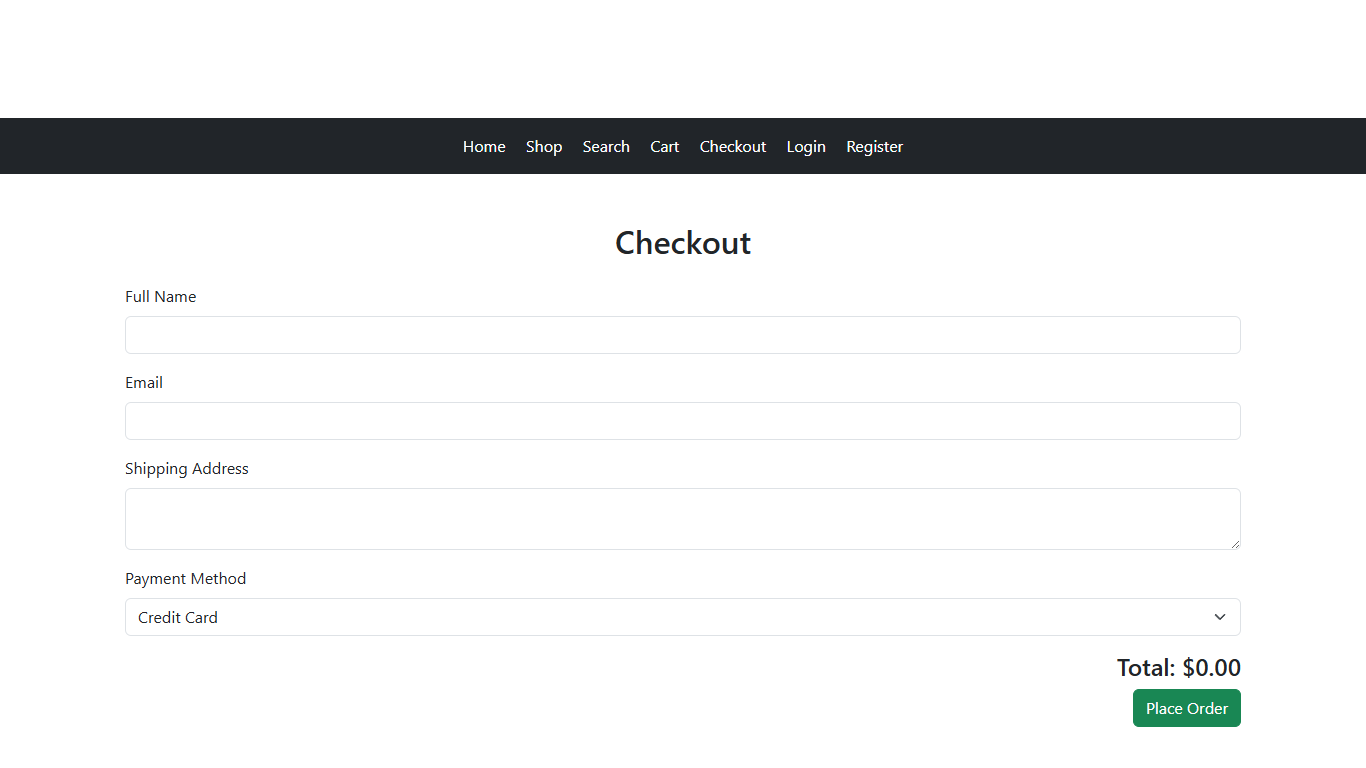 Home Shop Search Cart Checkout Login Register
Checkout
Full Name
Email
Shipping Address
Payment Method
Credit Card
Total: $0.00
Place Order